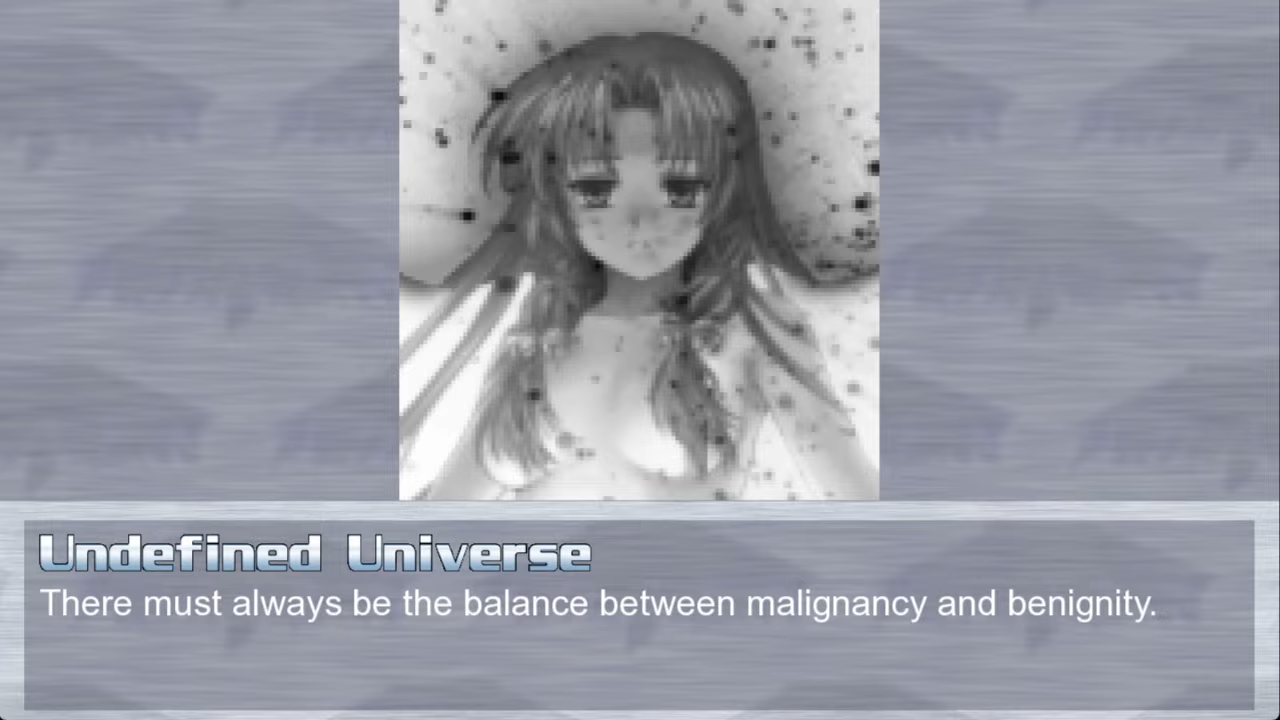 Undefined Universe
There must always be the balance between malignancy and benignity.